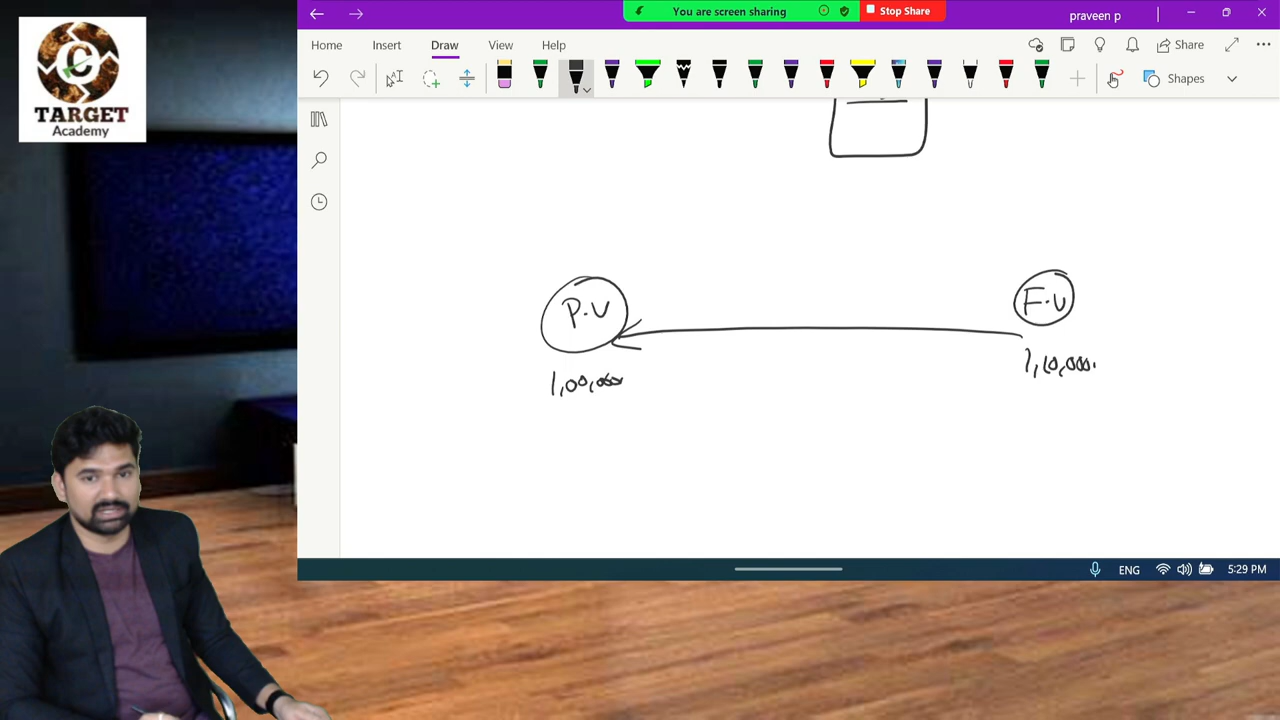 You are screen sharing
Stop Share
praveen p
Home
Insert
Draw
View
Help
Share
Shapes
C
TARGET
Academy
P.V
F.V
1,00,000
1,10,000.
ENG
5:29 PM